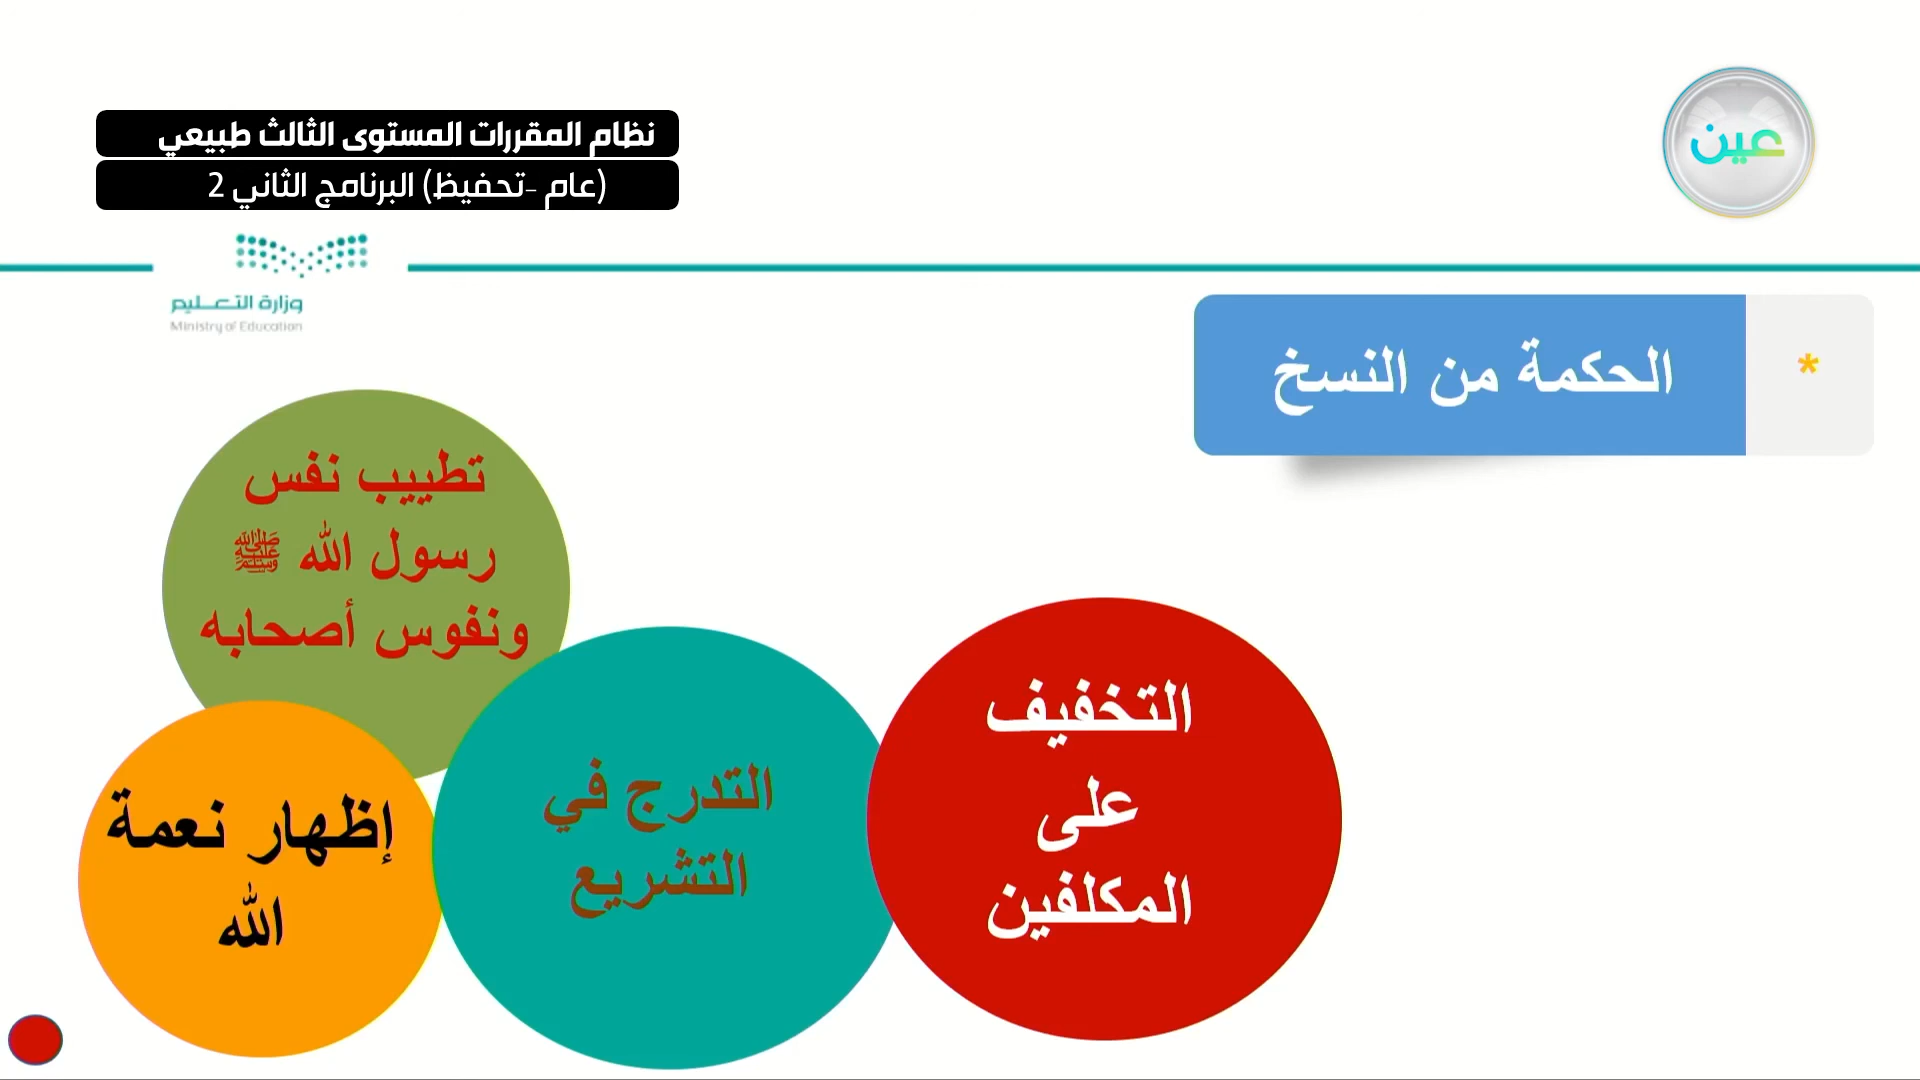 نظام المقررات المستوى الثالث طبيعي
(عام -تحفيظ) البرنامج الثاني 2
عين
وزارة التعليم
Ministry of Education
*
الحكمة من النسخ
التخفيف
على
المكلفين
التدرج في
التشريع
تطييب نفس
رسول الله ﷺ
ونفوس أصحابه
إظهار نعمة
الله